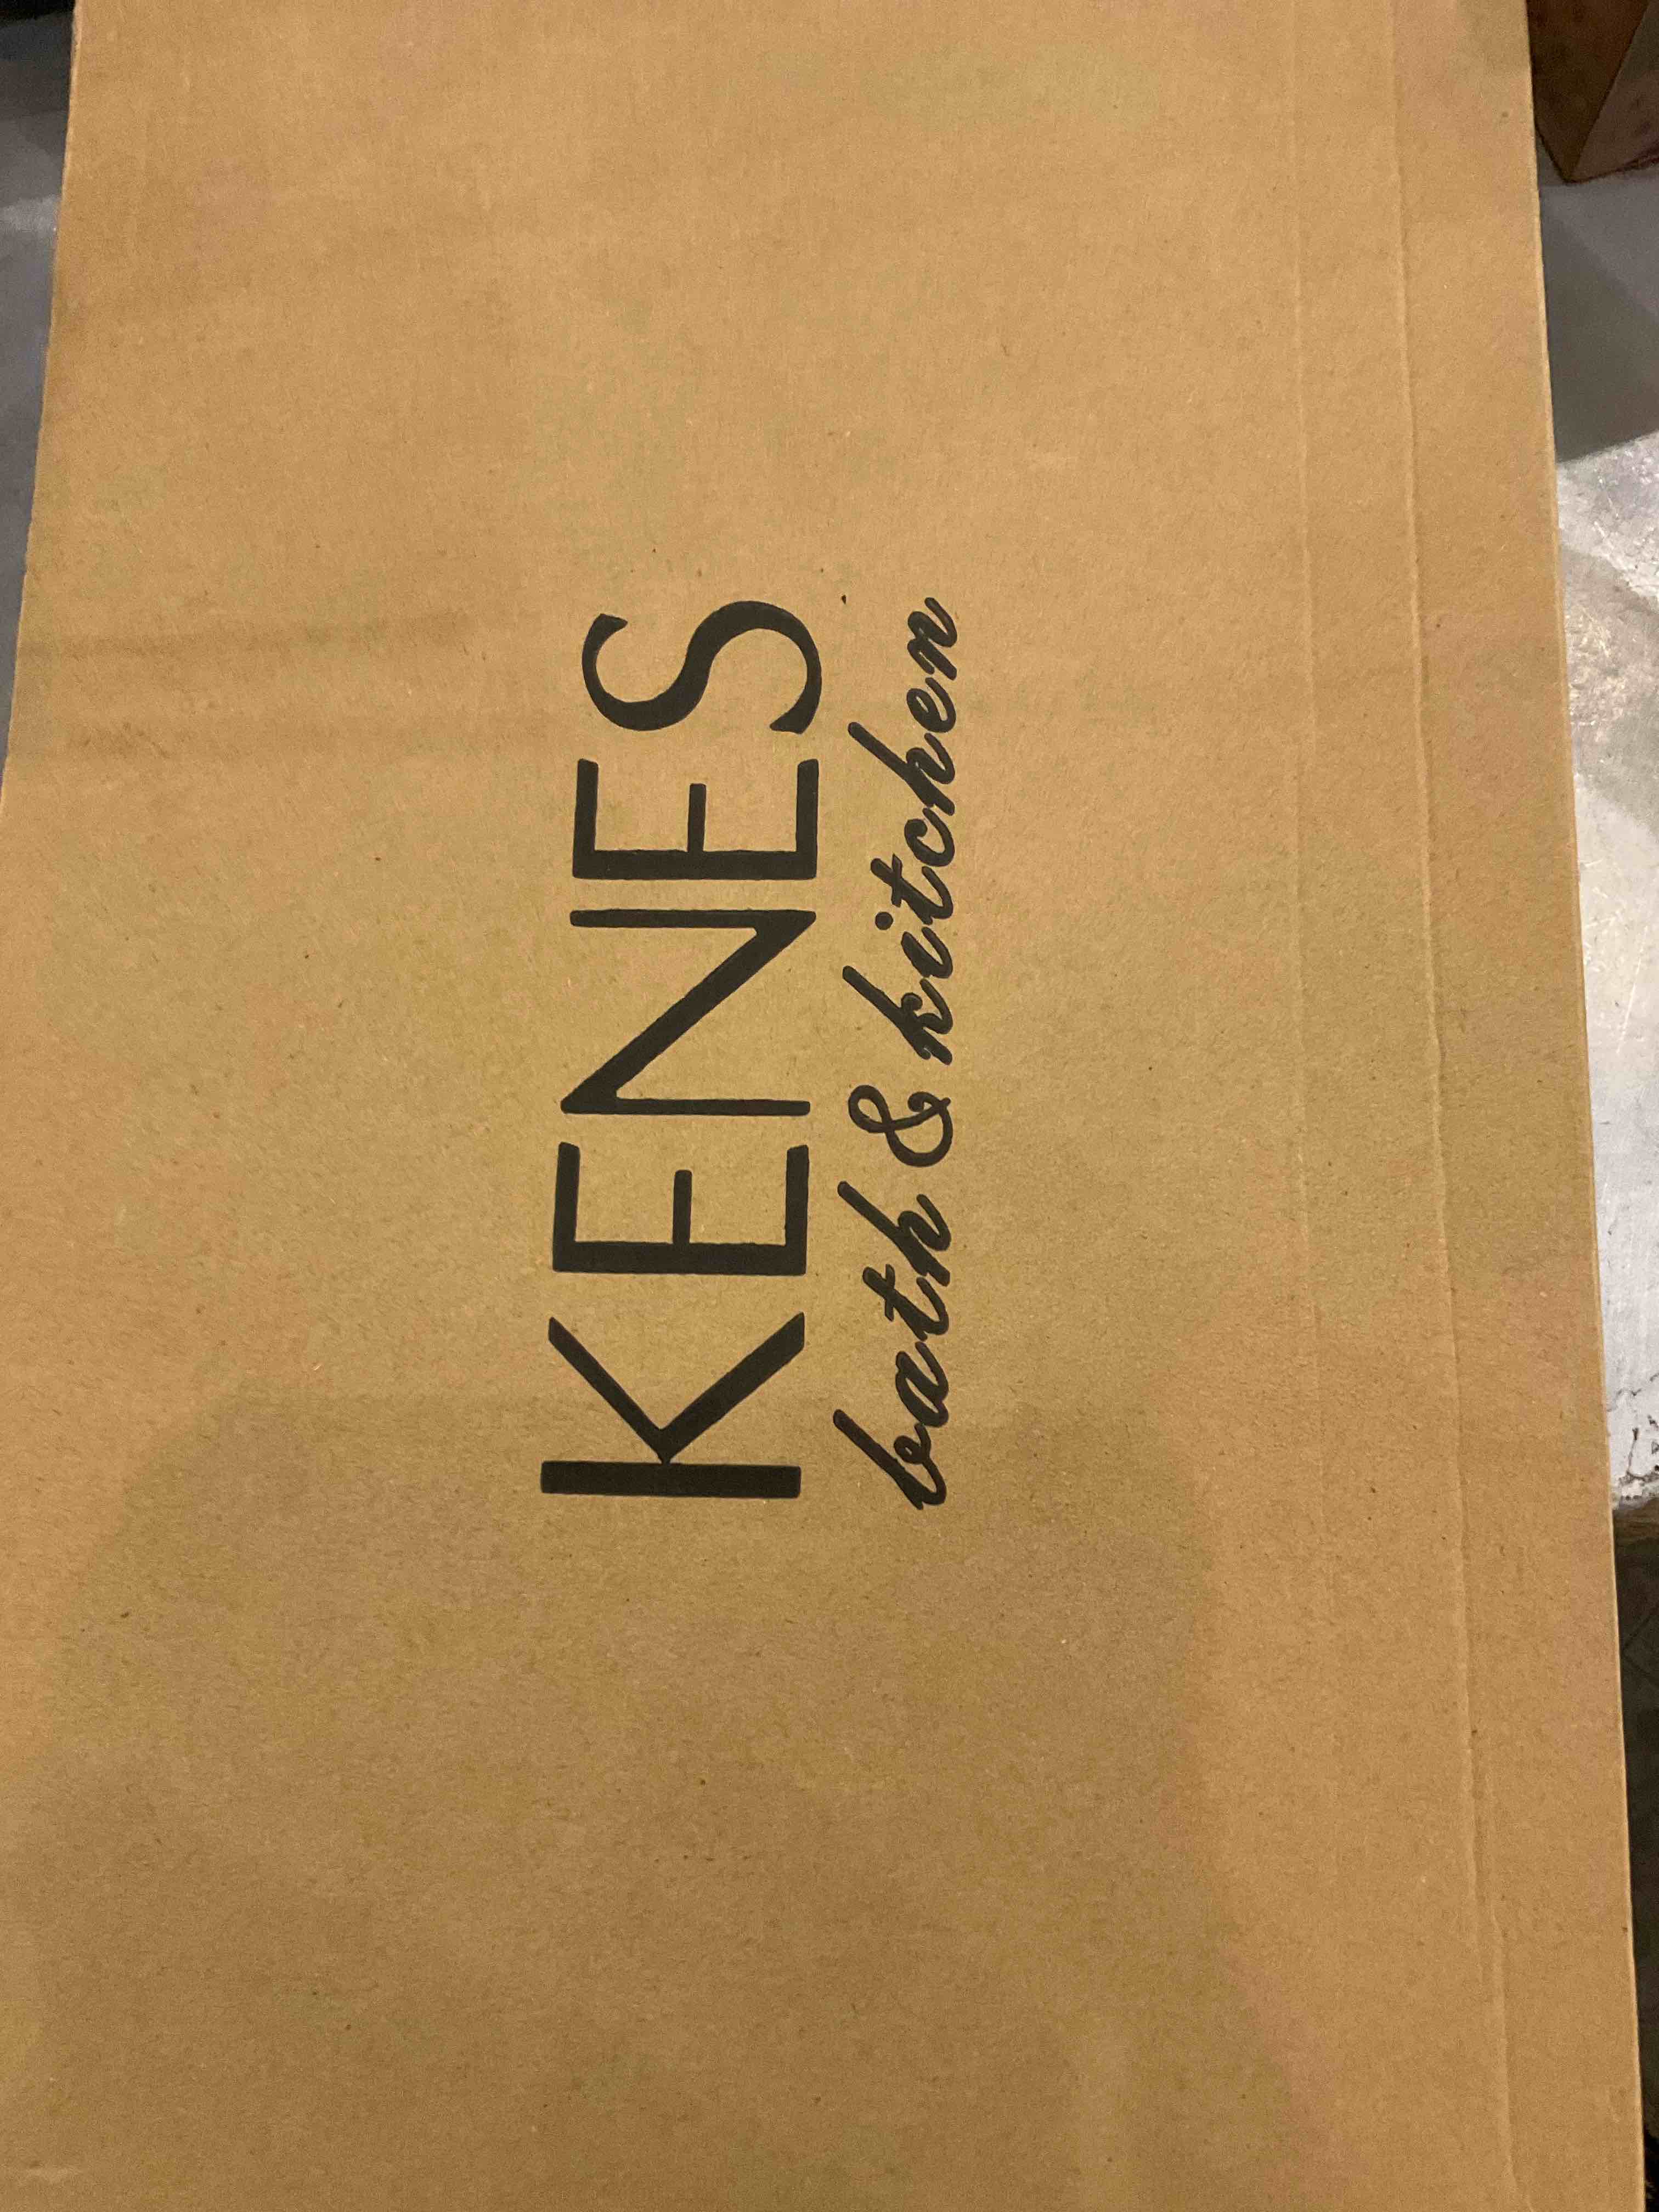 KENES
bath & kitchen